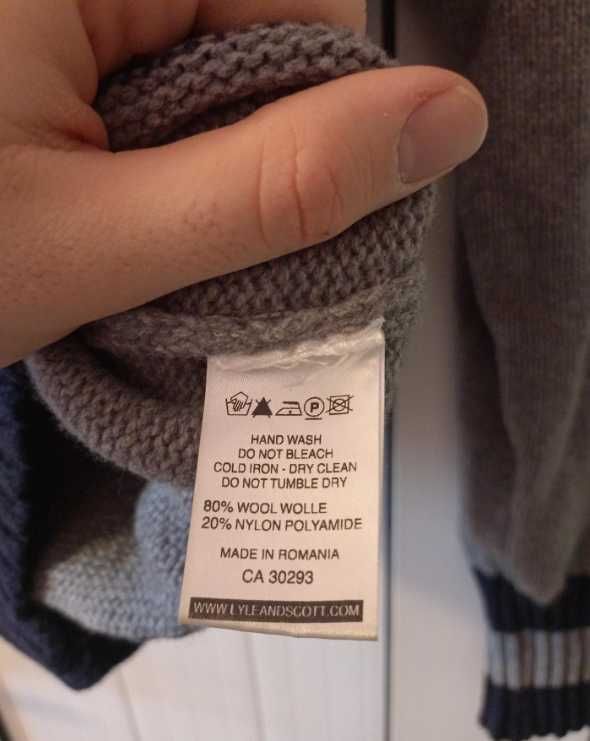 P
HAND WASH
DO NOT BLEACH
COLD IRON - DRY CLEAN
DO NOT TUMBLE DRY
80% WOOL WOLLE
20% NYLON POLYAMIDE
MADE IN ROMANIA
CA 30293
WWW.LYLEANDSCOTT.COM